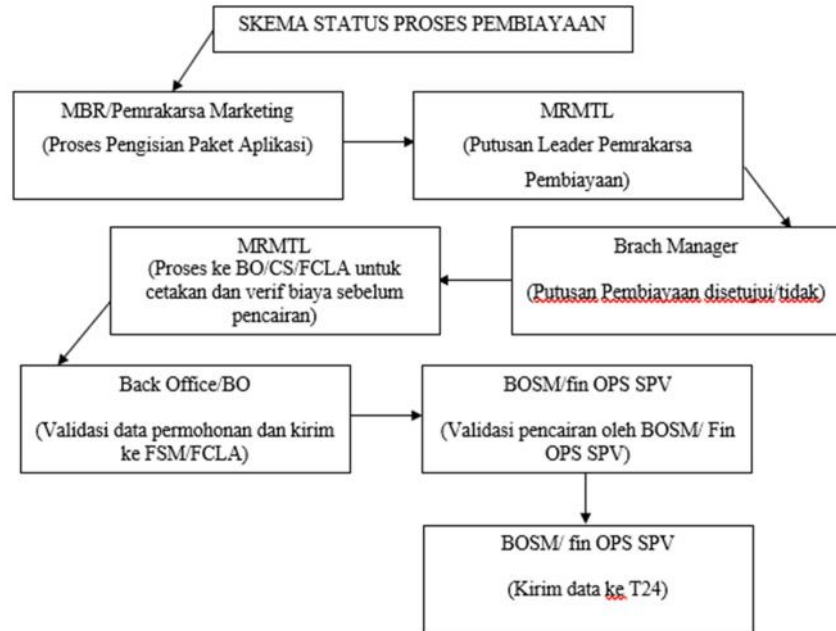 SKEMA STATUS PROSES PEMBIAYAAN
MBR/Pemrakarsa Marketing
(Proses Pengisian Paket Aplikasi)
MRMTL
(Putusan Leader Pemrakarsa
Pembiayaan)
Brach Manager
(Putusan Pembiayaan disetujui/tidak)
MRMTL
(Proses ke BO/CS/FCLA untuk
cetakan dan verif biaya sebelum
pencairan)
Back Office/BO
(Validasi data permohonan dan kirim
ke FSM/FCLA)
BOSM/fin OPS SPV
(Validasi pencairan oleh BOSM/ Fin
OPS SPV)
BOSM/ fin OPS SPV
(Kirim data ke T24)